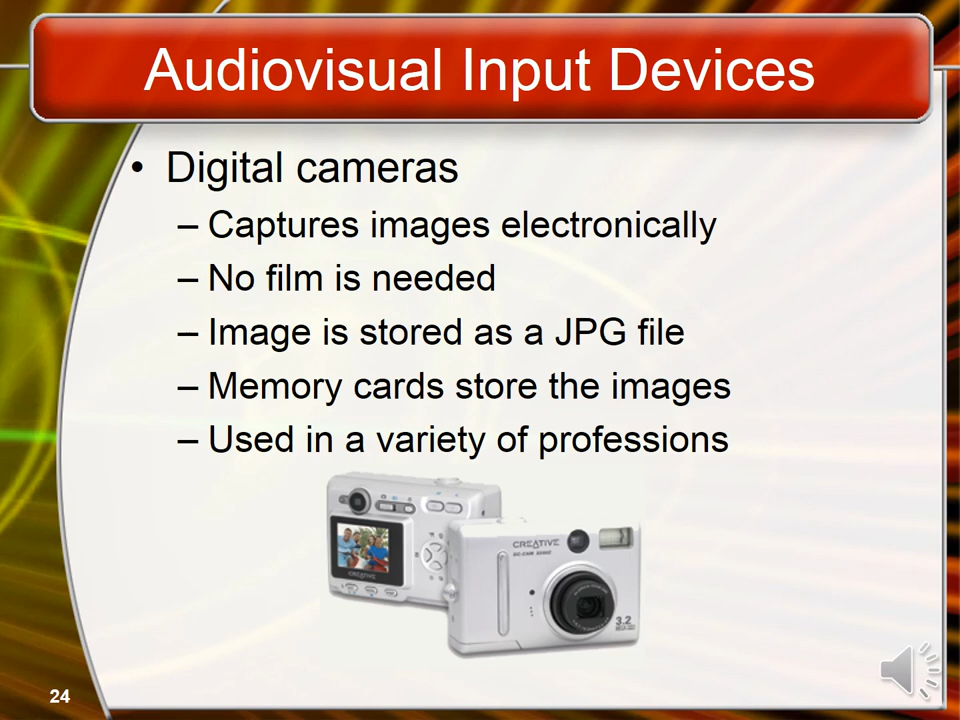 Audiovisual Input Devices
• Digital cameras
– Captures images electronically
– No film is needed
– Image is stored as a JPG file
– Memory cards store the images
– Used in a variety of professions
CREATIVE
CREATIVE
3.2
24